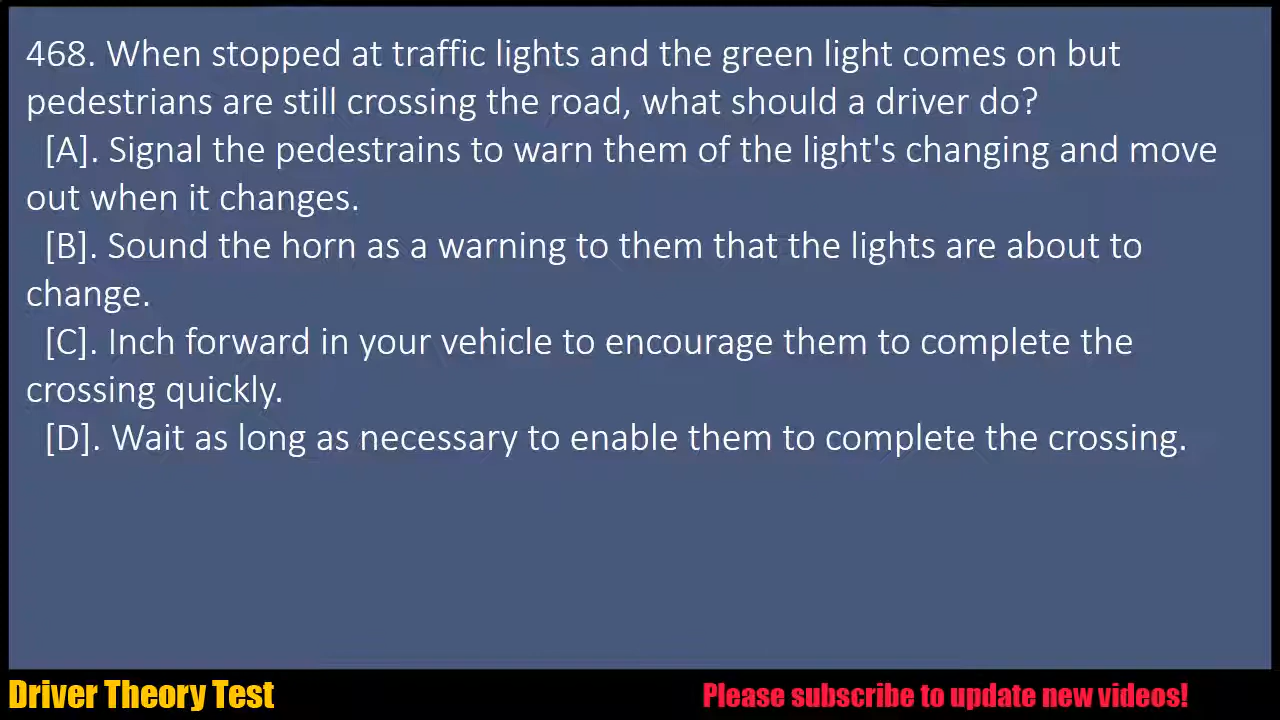 468. When stopped at traffic lights and the green light comes on but
pedestrians are still crossing the road, what should a driver do?
[A]. Signal the pedestrains to warn them of the light's changing and move
out when it changes.
[B]. Sound the horn as a warning to them that the lights are about to
change.
[C]. Inch forward in your vehicle to encourage them to complete the
crossing quickly.
[D]. Wait as long as necessary to enable them to complete the crossing.
Driver Theory Test
Please subscribe to update new videos!